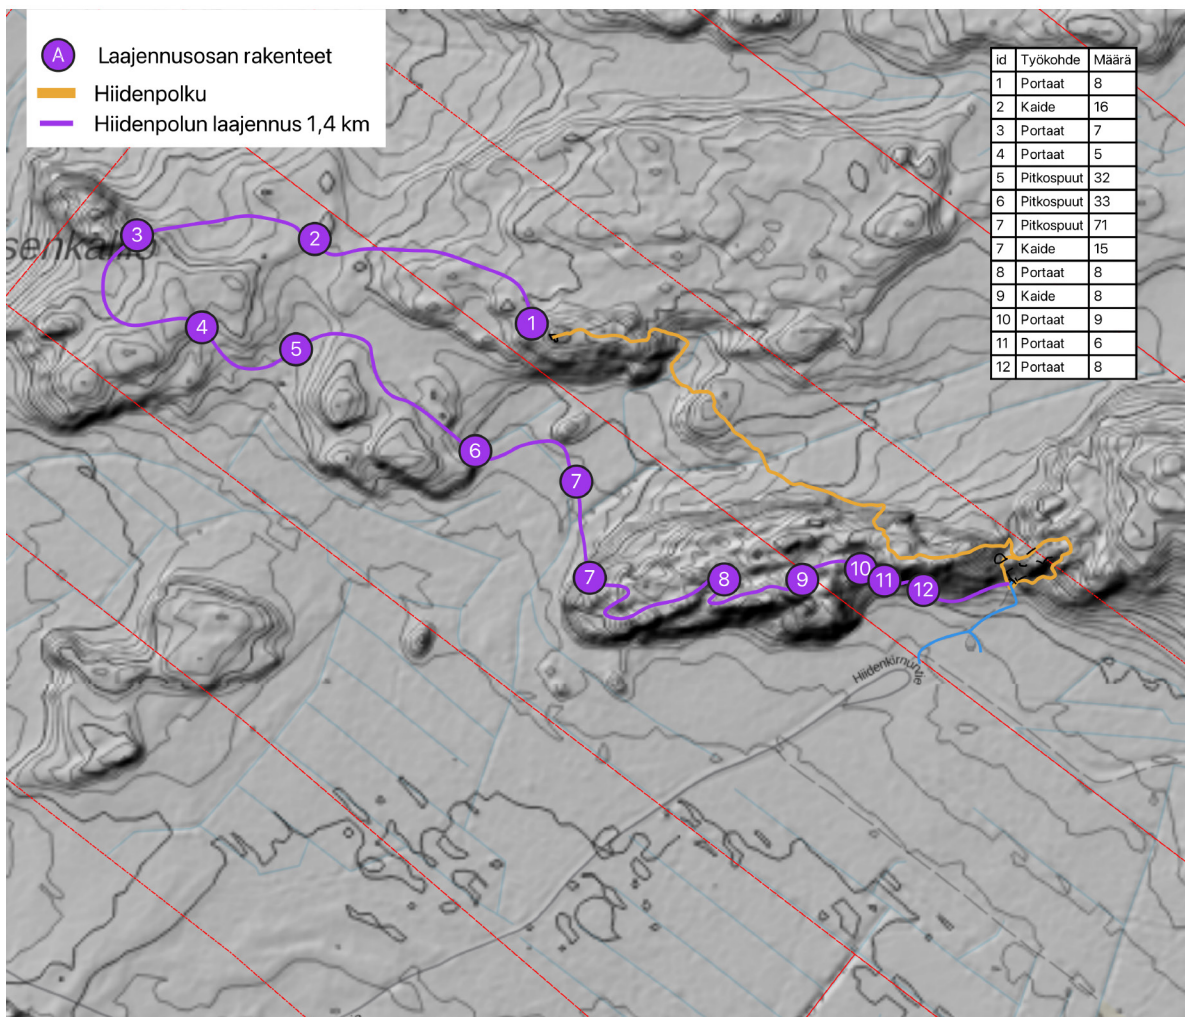 A Laajennusosan rakenteet
Hiidenpolku
Hiidenpolun laajennus 1,4 km
id Työkohde Määrä
1 Portaat 8
2 Kaide 16
3 Portaat 7
4 Portaat 5
5 Pitkospuut 32
6 Pitkospuut 33
7 Pitkospuut 71
7 Kaide 15
8 Portaat 8
9 Kaide 8
10 Portaat 9
11 Portaat 6
12 Portaat 8
3
2
1
4
5
6
7
7
8
9
10
11
12
Hiidenkirnuntie